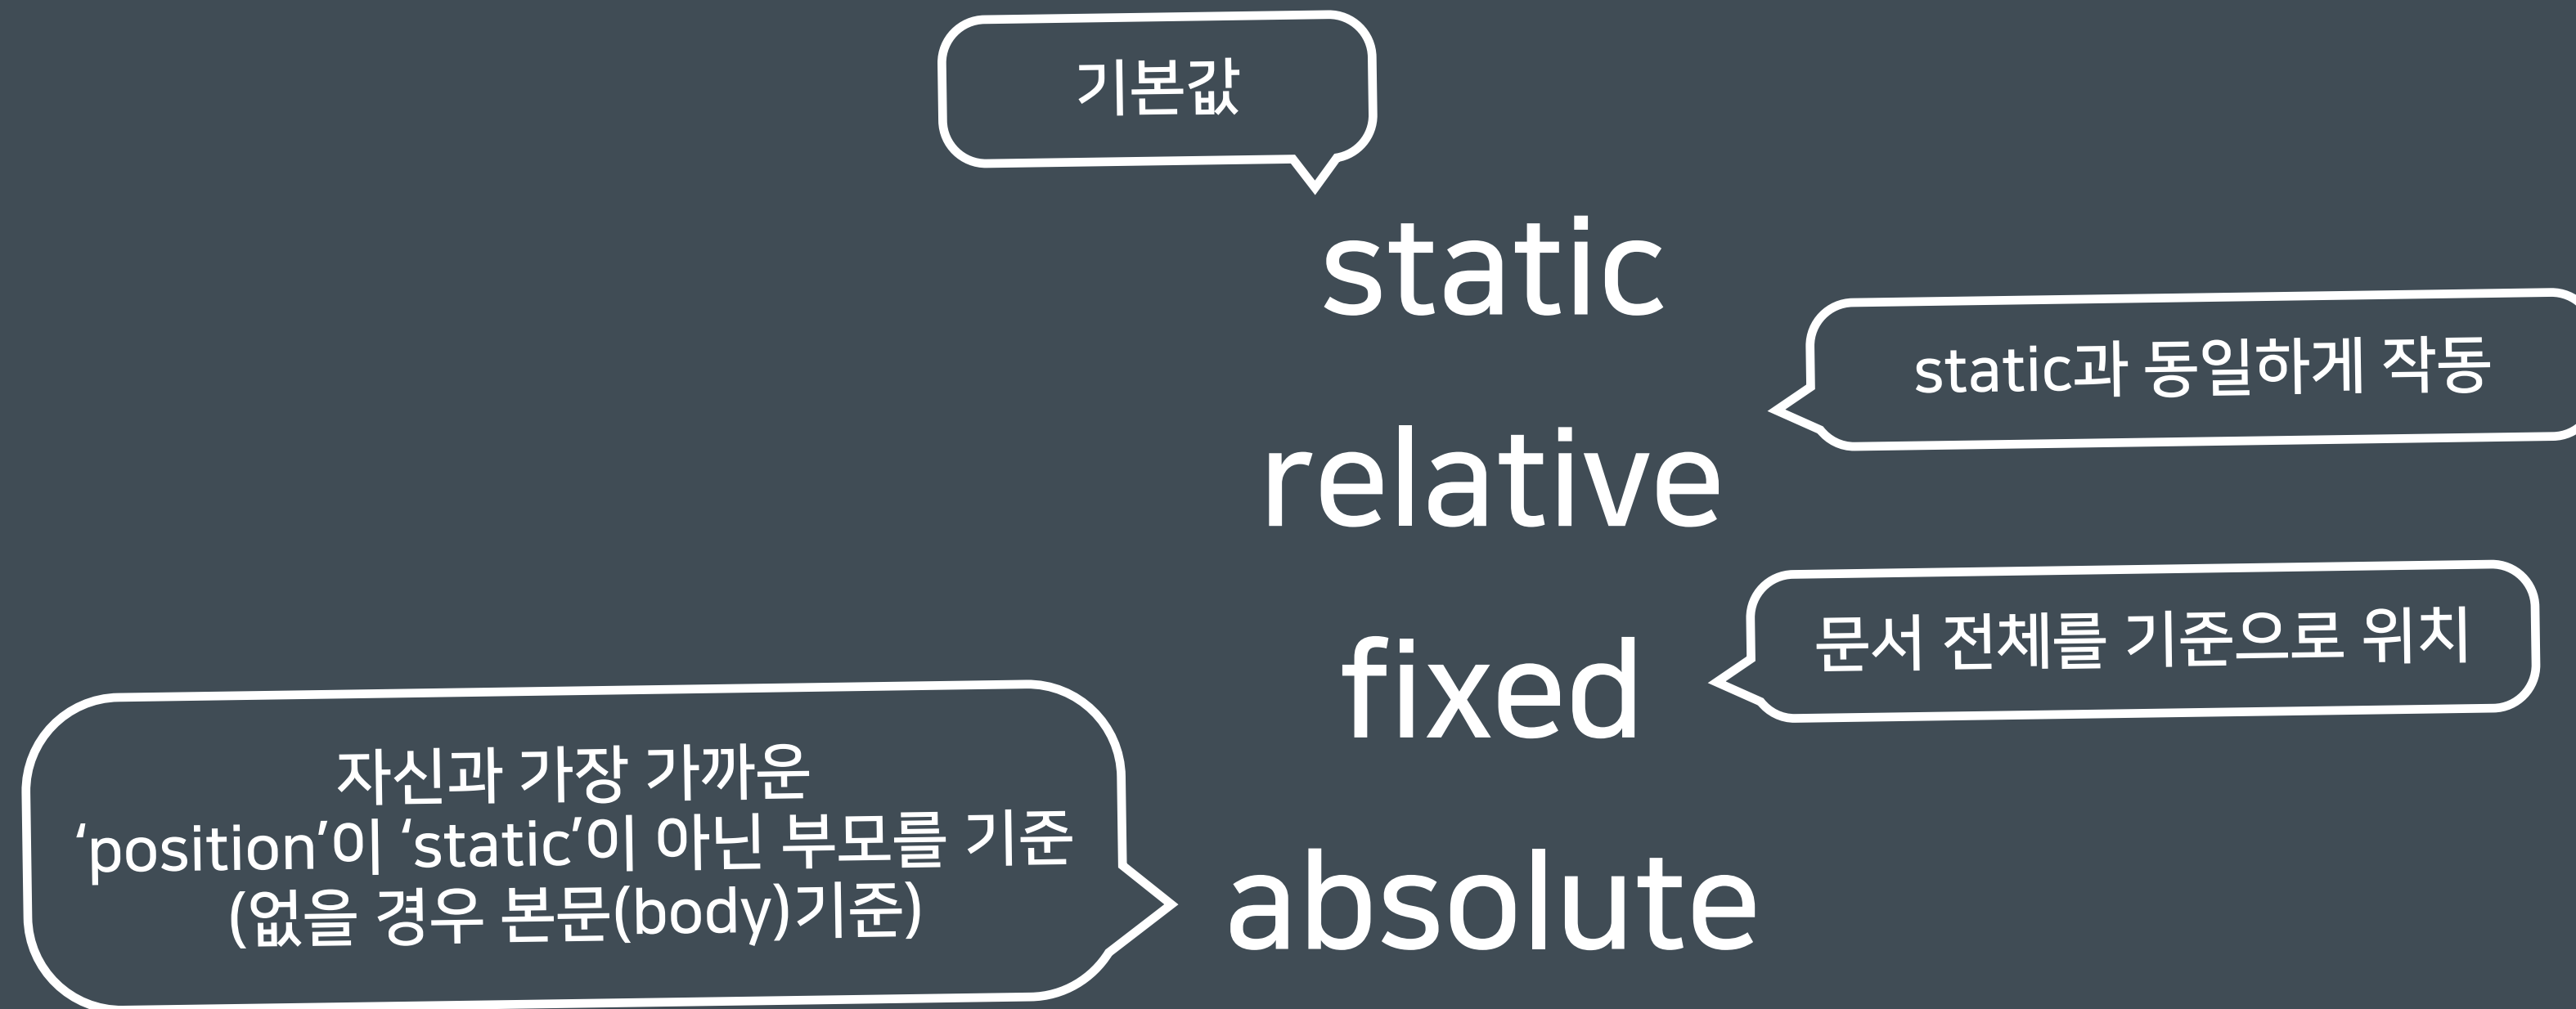 기본값
static
static과 동일하게 작동
relative
문서 전체를 기준으로 위치
fixed
자신과 가장 가까운
‘position’이 ‘static’이 아닌 부모를 기준
(없을 경우 본문(body)기준)
absolute